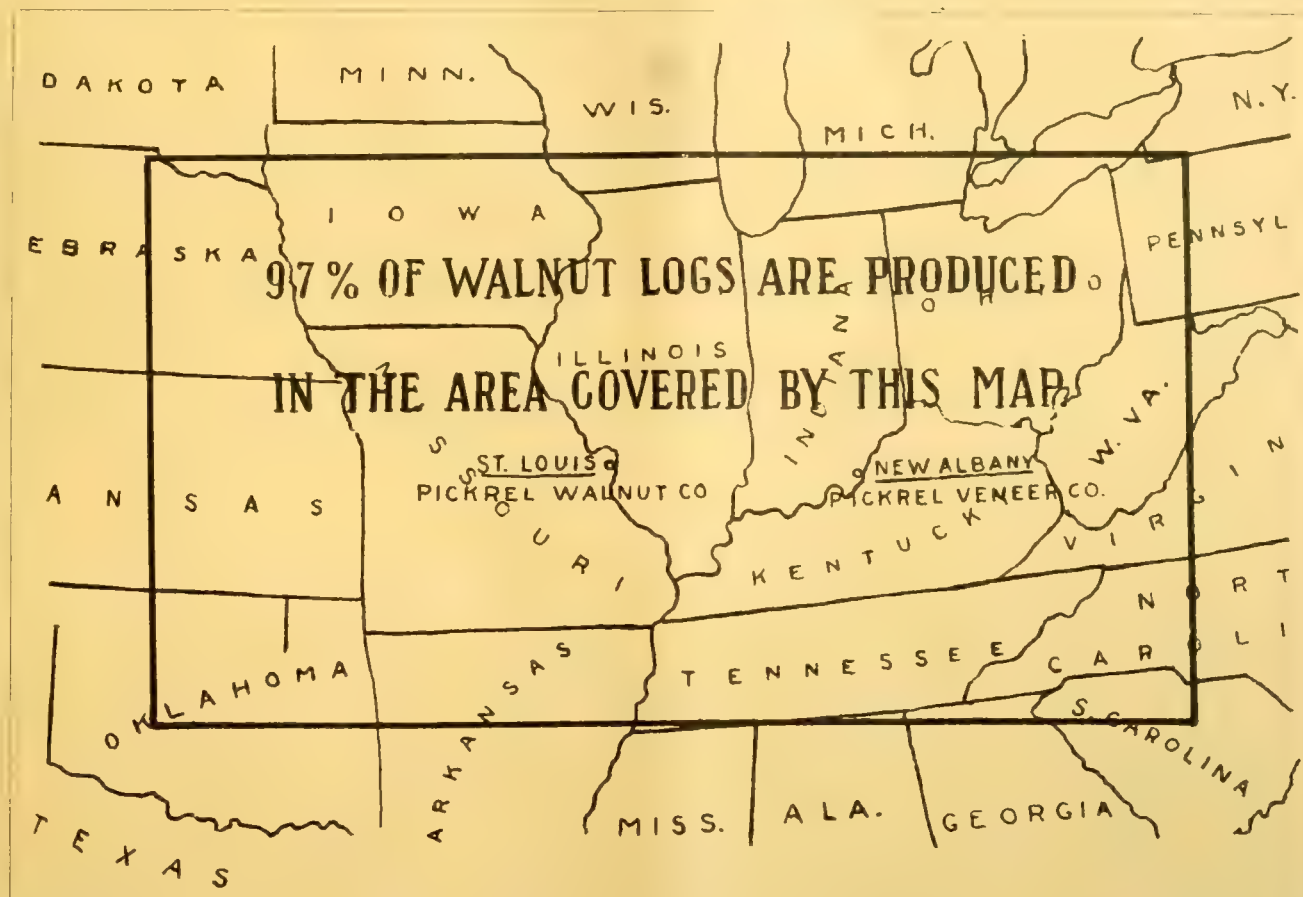 DAKOTA
MINN.
WIS.
MICH.
N.Y.
IOWA
EBRASKA
PENNSYL
97% OF WALNUT LOGS ARE PRODUCED
OHIO
ILLINOIS
INDIANA
IN THE AREA COVERED BY THIS MAP.
MISSOURI
W. VA.
ST. LOUIS
PICKREL WALNUT CO
NEW ALBANY
PICKREL VENEER CO.
ANSAS
KENTUCK
VIRGIN
OKLAHOMA
ARKANSAS
TENNESSEE
NORT
CAROLI
S. CAROLINA
MISS.
ALA.
GEORGIA
TEXAS